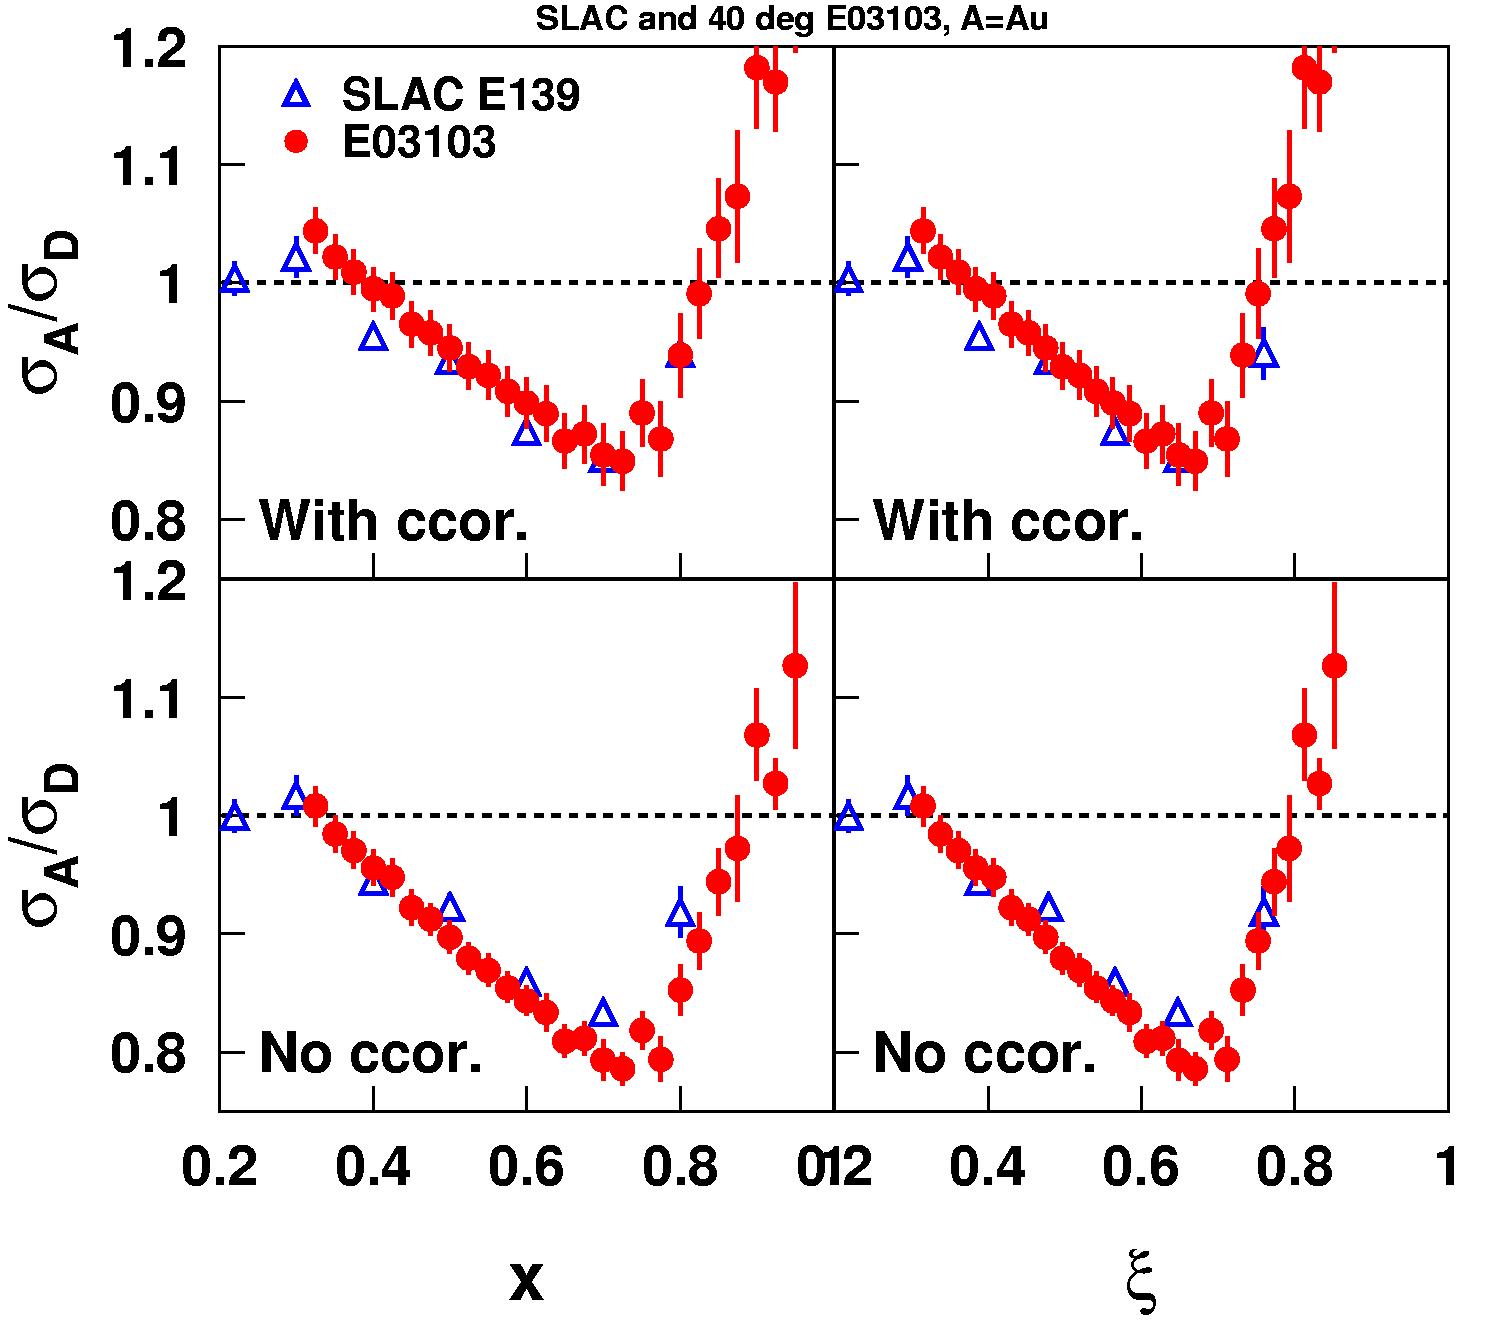 SLAC and 40 deg E03103, A=Au
1.2
1.1
1
0.9
0.8
σA/σD
SLAC E139
E03103
With ccor.
With ccor.
1.2
1.1
1
0.9
0.8
σA/σD
No ccor.
No ccor.
0.2 0.4 0.6 0.8 1
0.2 0.4 0.6 0.8 1
x
ξ